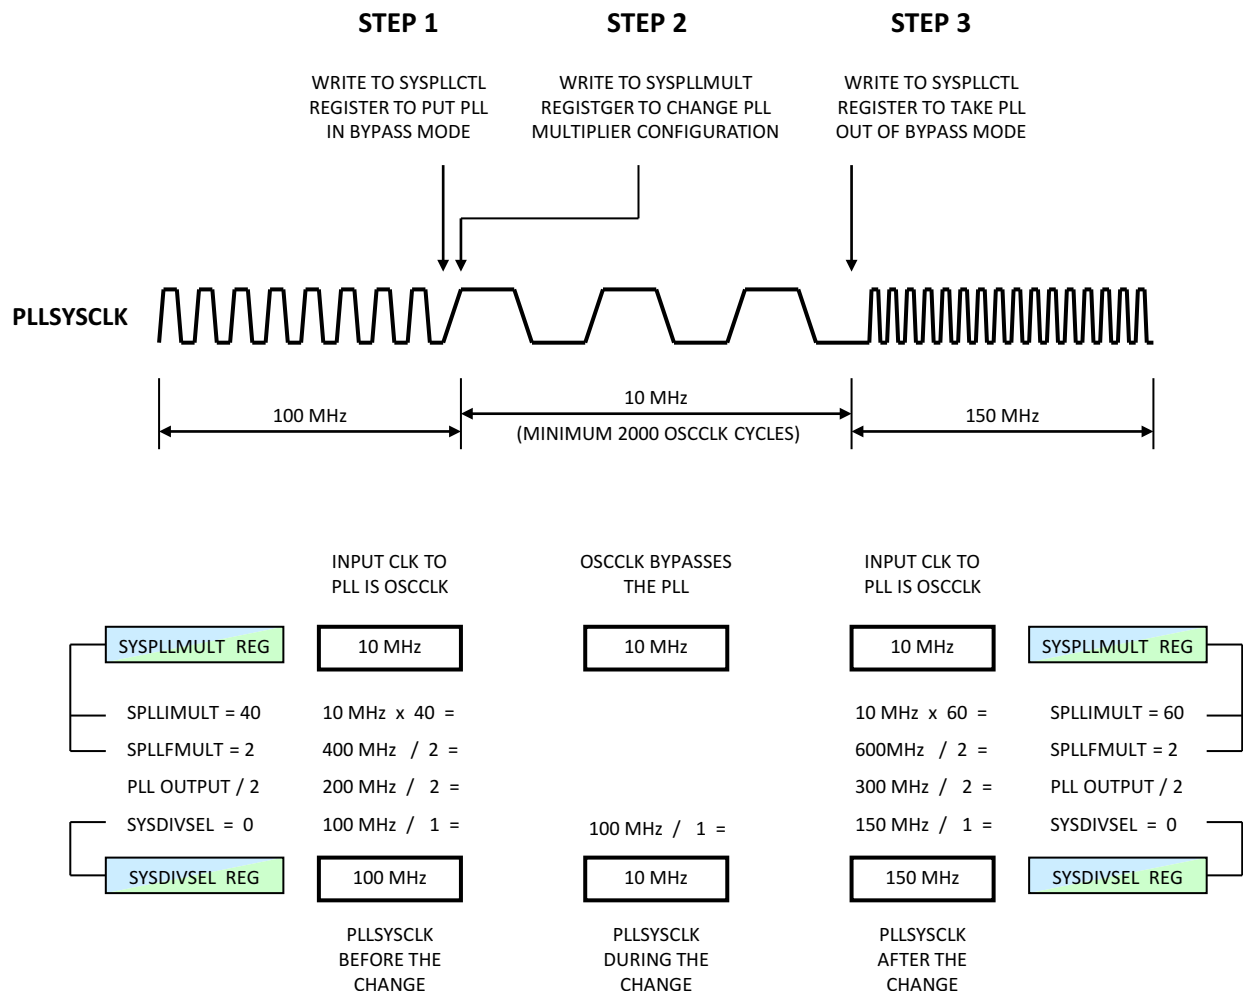 STEP 1
STEP 2
STEP 3
WRITE TO SYSPLLCTL
REGISTER TO PUT PLL
IN BYPASS MODE
WRITE TO SYSPLLMULT
REGISTGER TO CHANGE PLL
MULTIPLIER CONFIGURATION
WRITE TO SYSPLLCTL
REGISTER TO TAKE PLL
OUT OF BYPASS MODE
PLLSYSCLK
100 MHz
10 MHz
(MINIMUM 2000 OSCCLK CYCLES)
150 MHz
INPUT CLK TO
PLL IS OSCCLK
OSCCLK BYPASSES
THE PLL
INPUT CLK TO
PLL IS OSCCLK
SYSPLLMULT REG
10 MHz
10 MHz
10 MHz
SYSPLLMULT REG
SPLLIMULT = 40
10 MHz x 40 =
10 MHz x 60 =
SPLLIMULT = 60
SPLLFMULT = 2
400 MHz / 2 =
600MHz / 2 =
SPLLFMULT = 2
PLL OUTPUT / 2
200 MHz / 2 =
300 MHz / 2 =
PLL OUTPUT / 2
SYSDIVSEL = 0
100 MHz / 1 =
100 MHz / 1 =
150 MHz / 1 =
SYSDIVSEL = 0
SYSDIVSEL REG
100 MHz
10 MHz
150 MHz
SYSDIVSEL REG
PLLSYSCLK
BEFORE THE
CHANGE
PLLSYSCLK
DURING THE
CHANGE
PLLSYSCLK
AFTER THE
CHANGE